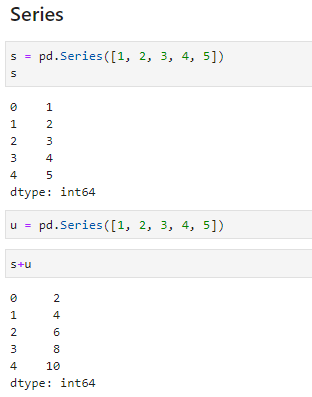 Series
s = pd.Series([1, 2, 3, 4, 5])
s
0    1
1    2
2    3
3    4
4    5
dtype: int64
u = pd.Series([1, 2, 3, 4, 5])
s+u
0     2
1     4
2     6
3     8
4    10
dtype: int64